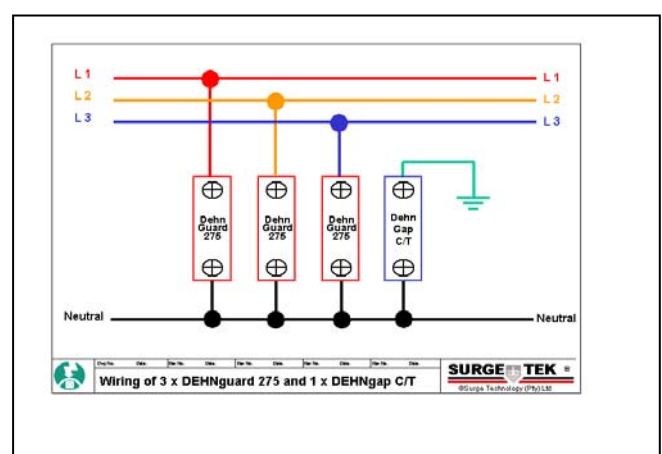 L 1
L 1
L 2
L 2
L 3
L 3
Dehn
Guard
275
Dehn
Guard
275
Dehn
Guard
275
Dehn
Gap
C/T
Neutral
Neutral
Wiring of 3 x DEHNguard 275 and 1 x DEHNgap C/T
SURGE TEK ®
©Surge Technology (Pty) Ltd